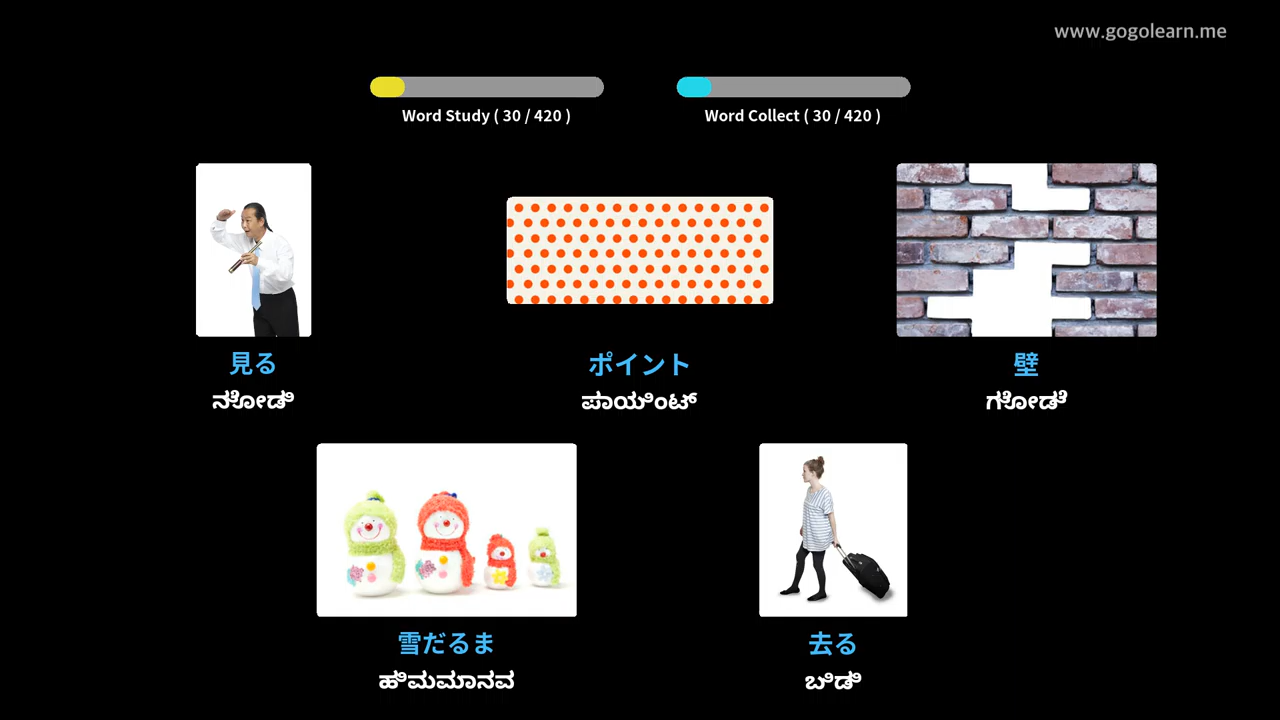 www.gogolearn.me
Word Study ( 30 / 420 )
Word Collect ( 30 / 420 )
見る
ನೋಡಿ
ポイント
ಪಾಯಿಂಟ್
壁
ಗೋಡೆ
雪だるま
ಹಿಮಮಾನವ
去る
ಬಿಡಿ